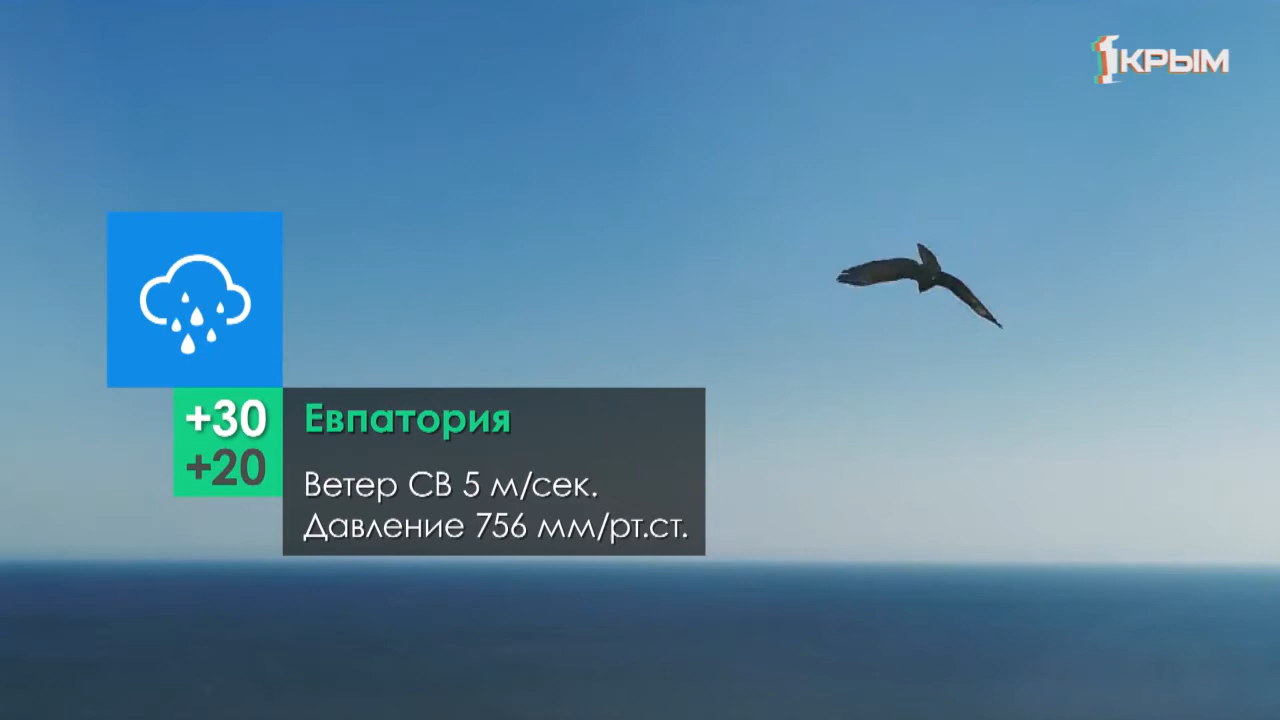 1КРЫМ
+30
+20
Евпатория
Ветер СВ 5 м/сек.
Давление 756 мм/рт.ст.